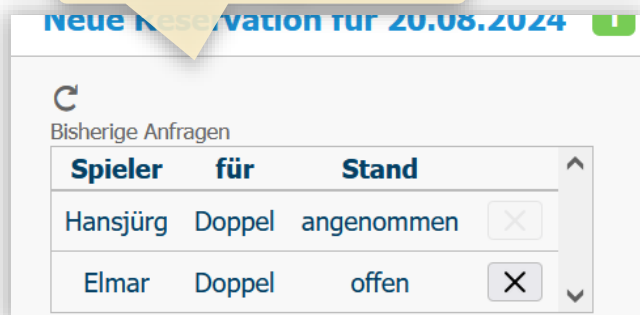 Neue Reservation für 20.08.2024
Bisherige Anfragen
Spieler für Stand
Hansjürg Doppel angenommen
Elmar Doppel offen